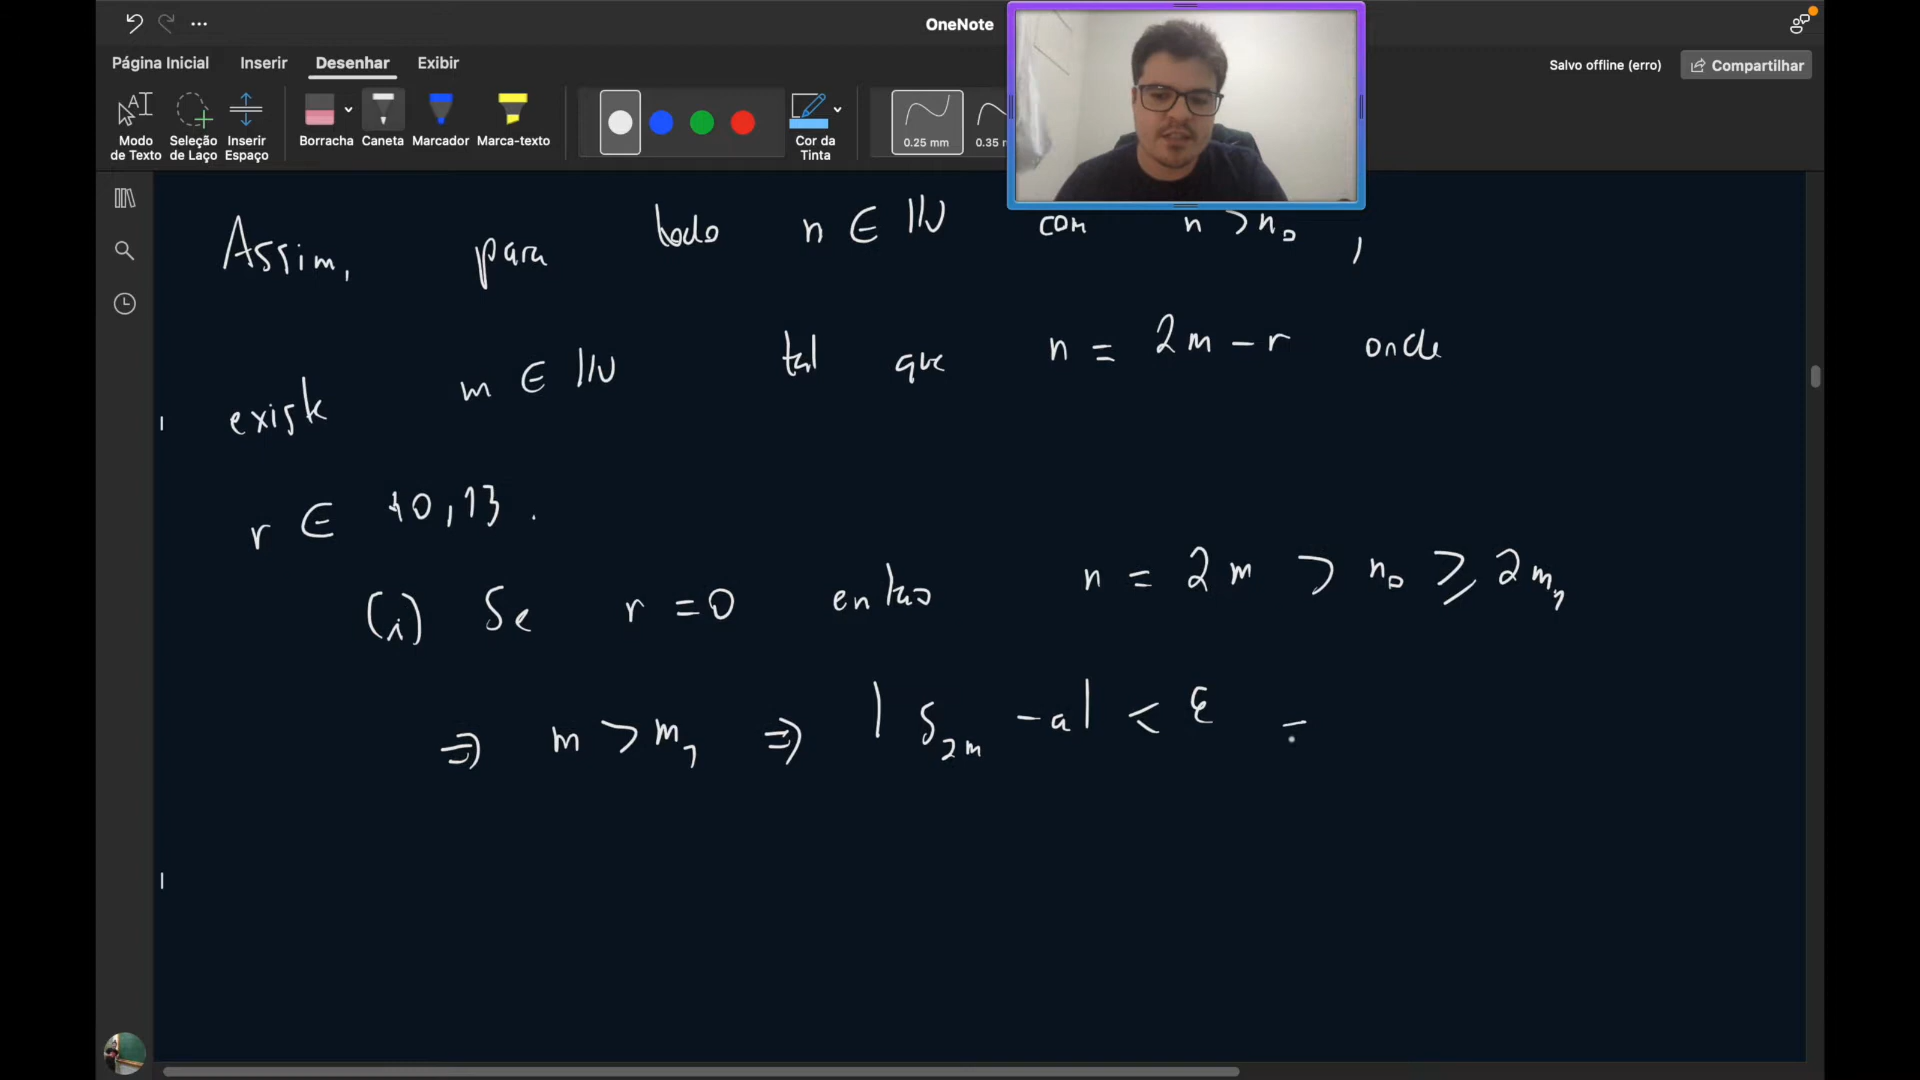 OneNote
Página Inicial Inserir Desenhar Exibir
Salvo offline (erro) Compartilhar
Modo de Texto
Seleção de Laço
Inserir Espaço
Borracha Caneta Marcador Marca-texto
Cor da Tinta
0.25 mm 0.35 m
Assim, para todo n ∈ ℕ com n > n₀,
existe m ∈ ℕ tal que n = 2m - r onde
r ∈ {0,1}.
(i) Se r = 0 então n = 2m > n₀ ⩾ 2m₁
⇒ m > m₁ ⇒ |S₂ₘ - a| < ε =